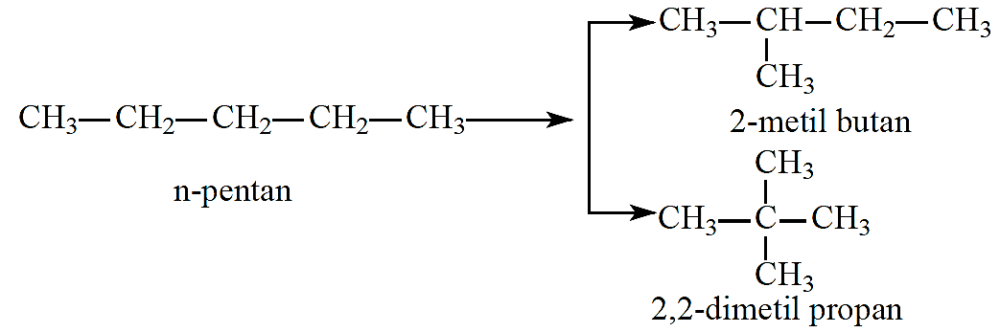 CH₃—CH—CH₂—CH₃
CH₃
2-metil butan
CH₃—CH₂—CH₂—CH₂—CH₃
n-pentan
CH₃
CH₃—C—CH₃
CH₃
2,2-dimetil propan